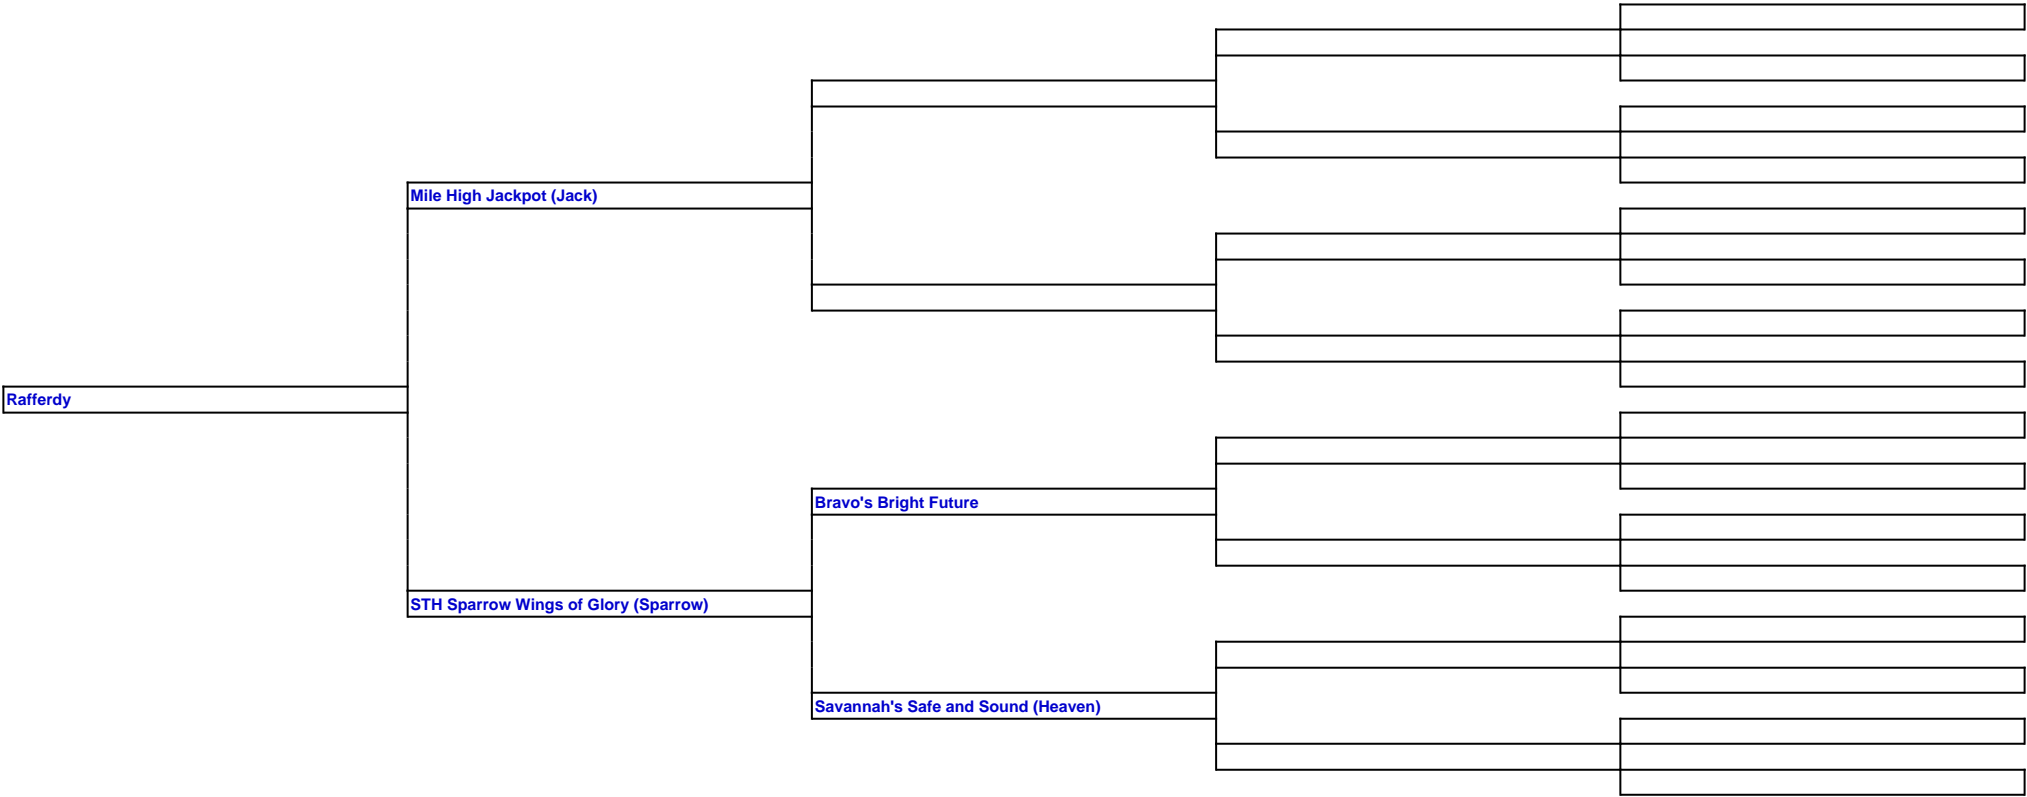 Mile High Jackpot (Jack)
Rafferdy
Bravo's Bright Future
STH Sparrow Wings of Glory (Sparrow)
Savannah's Safe and Sound (Heaven)